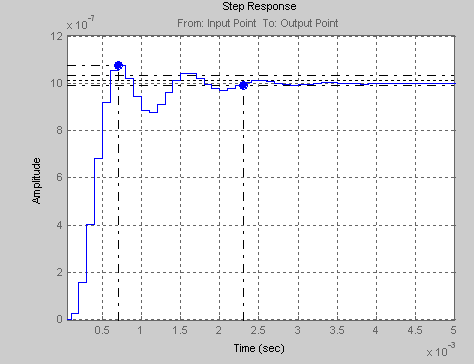 Step Response
From: Input Point To: Output Point
x 10⁻⁷
12
10
8
6
4
2
0
Amplitude
0.5 1 1.5 2 2.5 3 3.5 4 4.5 5
x 10⁻³
Time (sec)